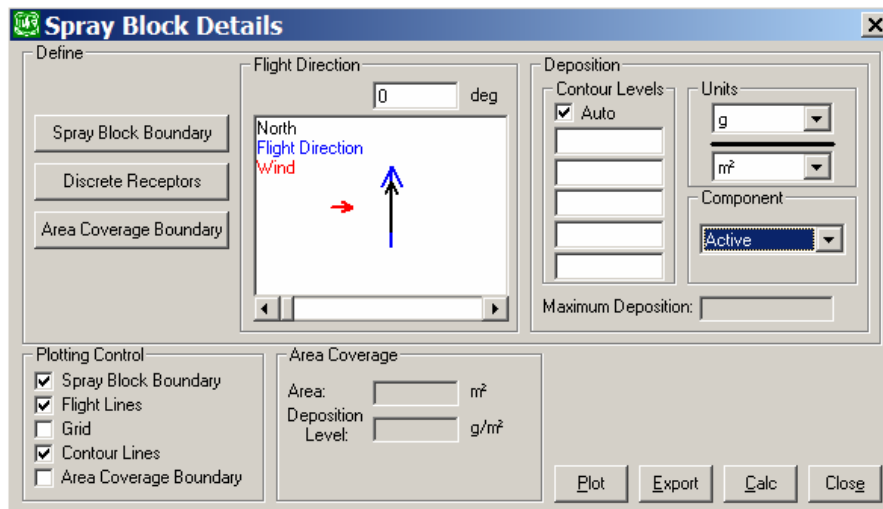 Spray Block Details
Define
Spray Block Boundary
Discrete Receptors
Area Coverage Boundary
Flight Direction
0 deg
North
Flight Direction
Wind
Deposition
Contour Levels
Auto
Units
g
m²
Component
Active
Maximum Deposition:
Plotting Control
Spray Block Boundary
Flight Lines
Grid
Contour Lines
Area Coverage Boundary
Area Coverage
Area: m²
Deposition
Level: g/m²
Plot
Export
Calc
Close